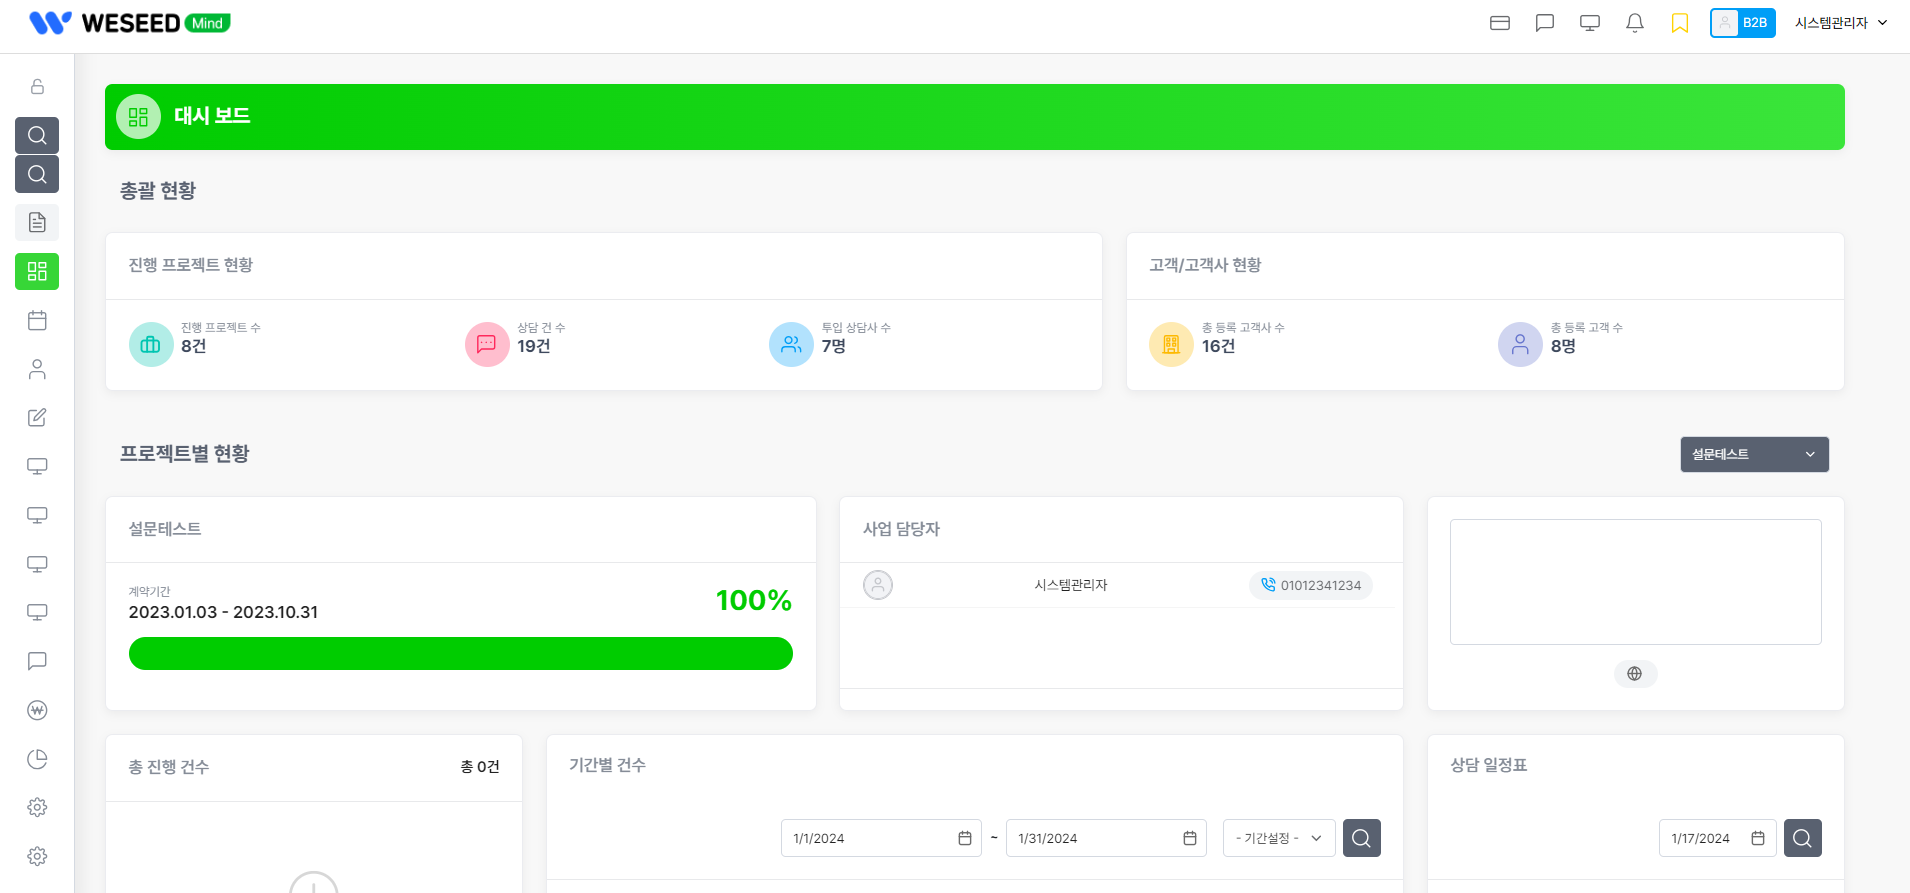 WESEED Mind
B2B
시스템관리자
대시 보드
총괄 현황
진행 프로젝트 현황
진행 프로젝트 수
8건
상담 건 수
19건
투입 상담사 수
7명
고객/고객사 현황
총 등록 고객사 수
16건
총 등록 고객 수
8명
프로젝트별 현황
설문테스트
설문테스트
계약기간
2023.01.03 - 2023.10.31
100%
사업 담당자
시스템관리자
01012341234
총 진행 건수
총 0건
기간별 건수
1/1/2024
~
1/31/2024
- 기간설정 -
상담 일정표
1/17/2024